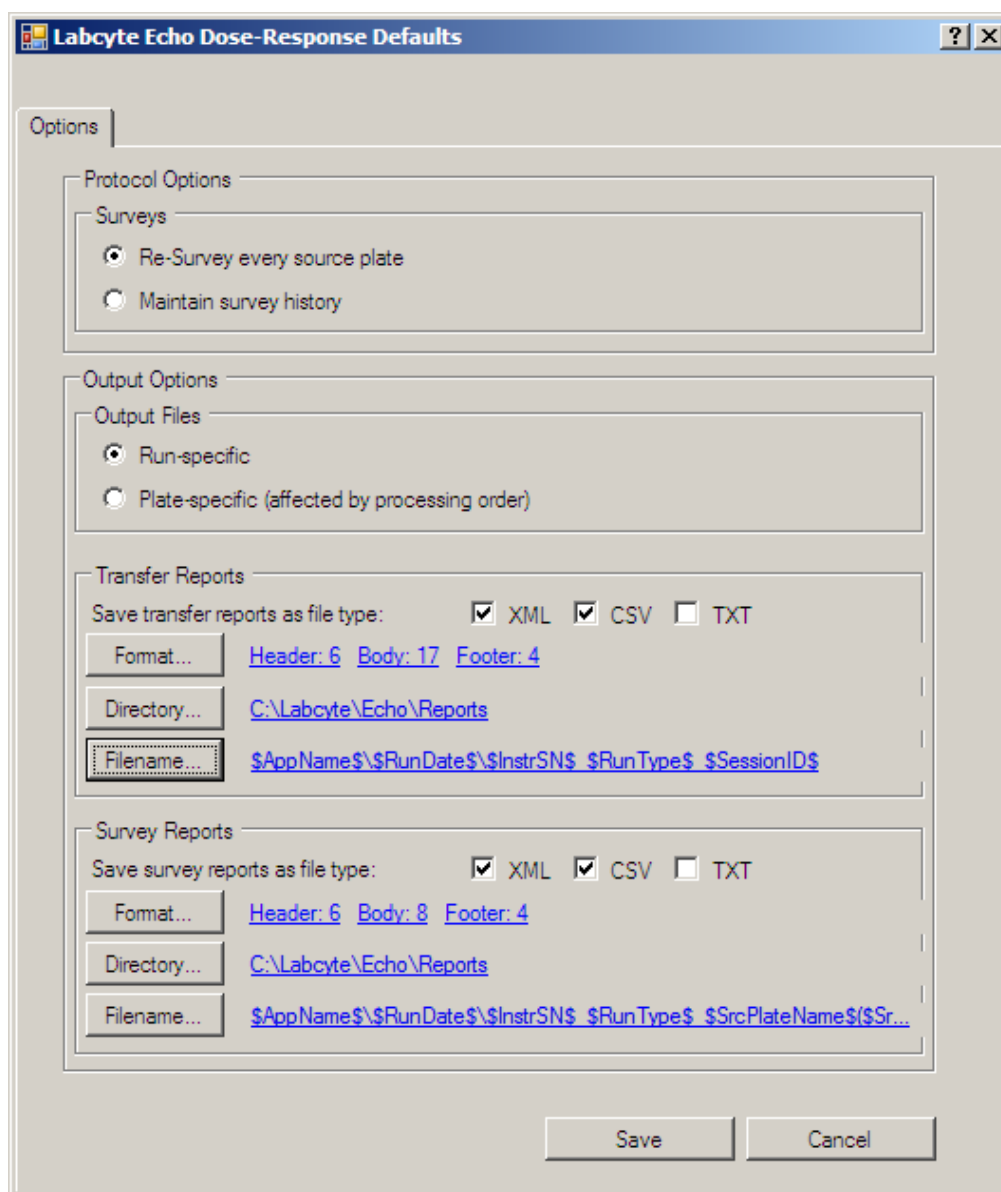 Labcyte Echo Dose-Response Defaults
Options
Protocol Options
Surveys
Re-Survey every source plate
Maintain survey history
Output Options
Output Files
Run-specific
Plate-specific (affected by processing order)
Transfer Reports
Save transfer reports as file type: XML CSV TXT
Format... Header: 6 Body: 17 Footer: 4
Directory... C:\Labcyte\Echo\Reports
Filename... $AppName$\$RunDate$\$InstrSN$_$RunType$_$SessionID$
Survey Reports
Save survey reports as file type: XML CSV TXT
Format... Header: 6 Body: 8 Footer: 4
Directory... C:\Labcyte\Echo\Reports
Filename... $AppName$\$RunDate$\$InstrSN$_$RunType$_$SrcPlateName$($Sr...
Save Cancel